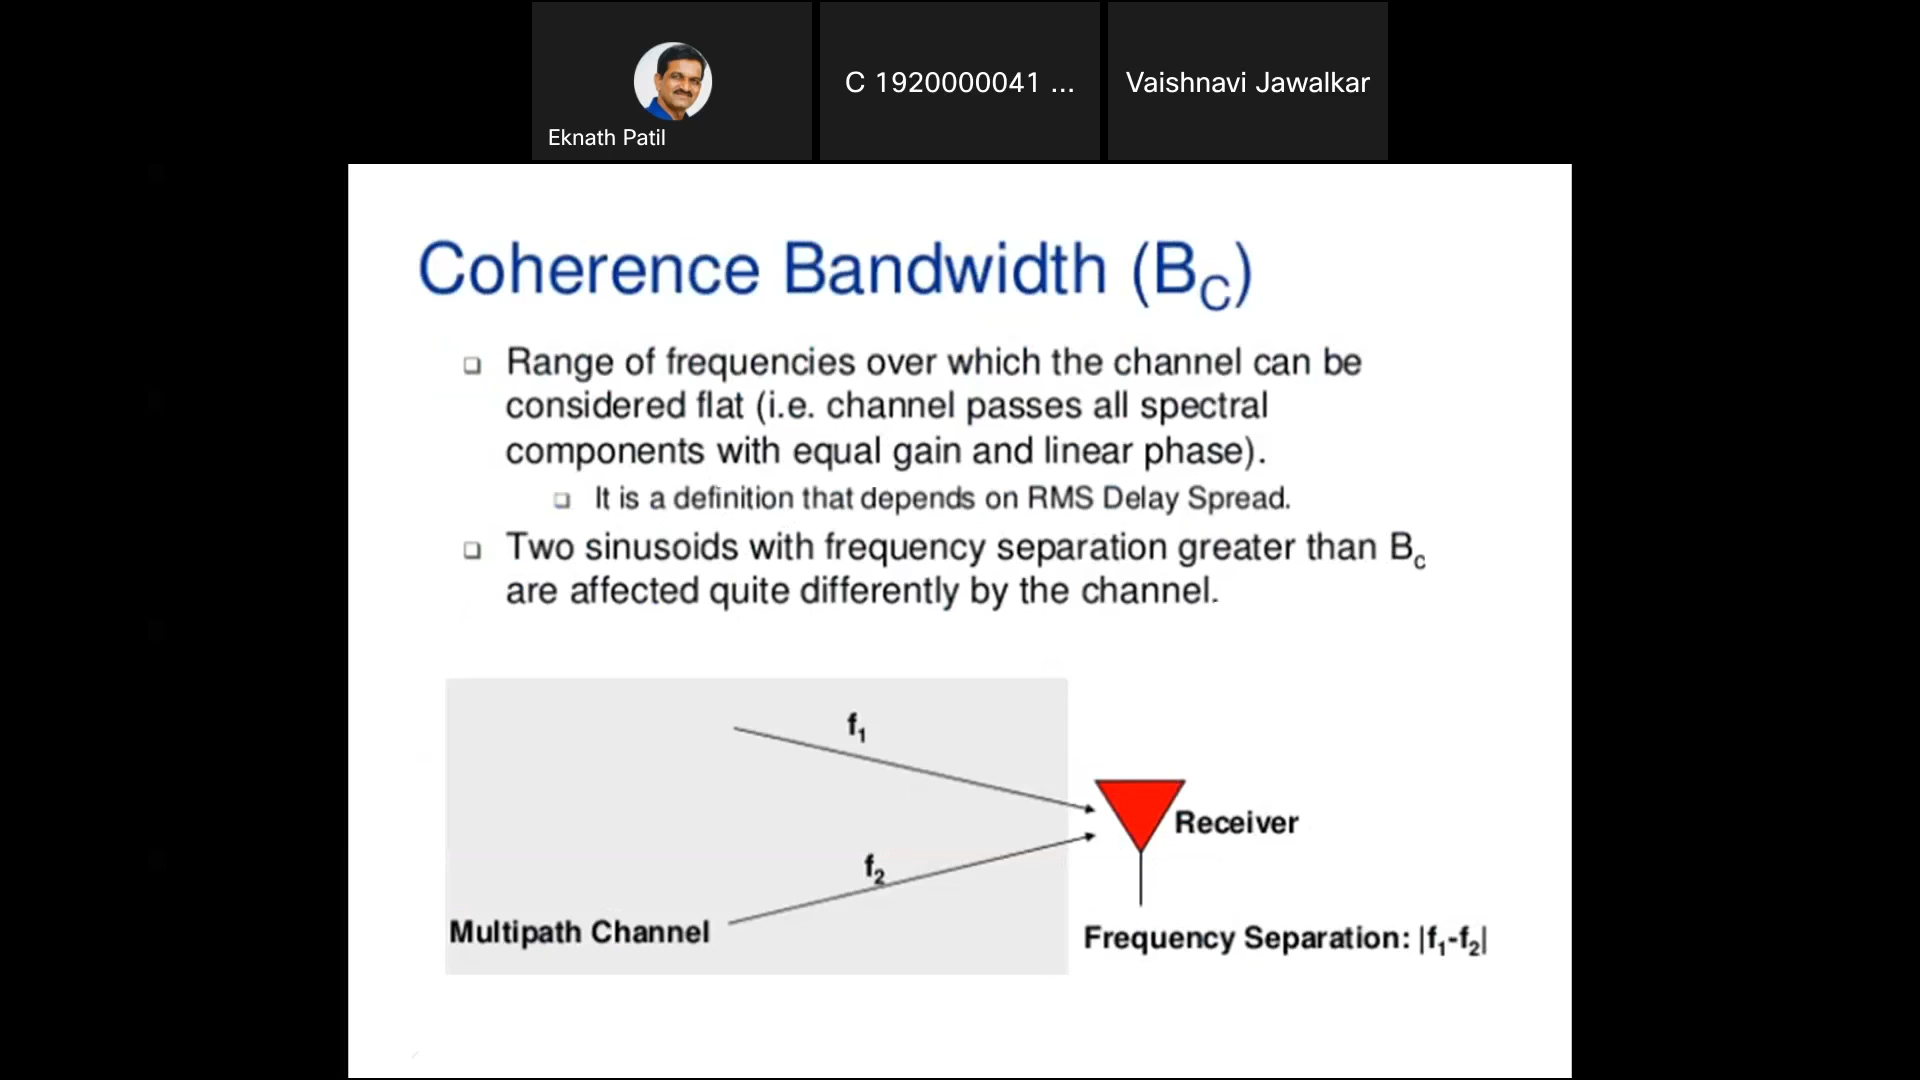 Eknath Patil
C 1920000041 ...
Vaishnavi Jawalkar
Coherence Bandwidth (B_C)
❑ Range of frequencies over which the channel can be
considered flat (i.e. channel passes all spectral
components with equal gain and linear phase).
❑ It is a definition that depends on RMS Delay Spread.
❑ Two sinusoids with frequency separation greater than B_c
are affected quite differently by the channel.
f₁
Receiver
f₂
Multipath Channel
Frequency Separation: |f₁-f₂|